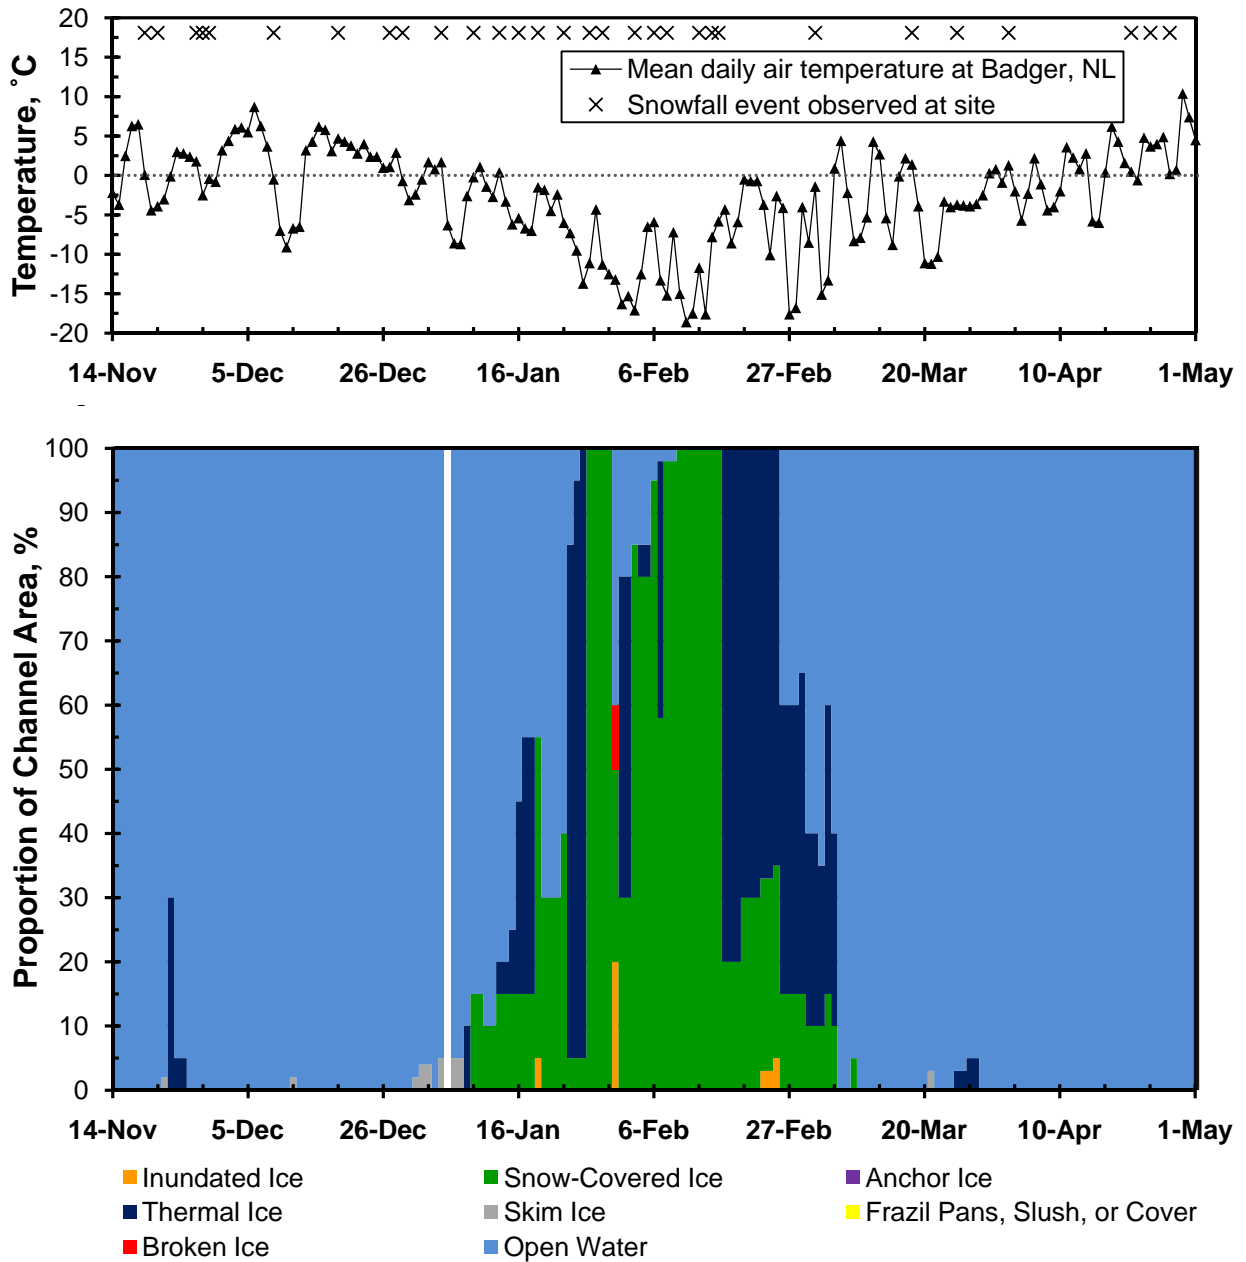 Temperature, ˚C
20
15
10
5
0
-5
-10
-15
-20
Mean daily air temperature at Badger, NL
Snowfall event observed at site
14-Nov 5-Dec 26-Dec 16-Jan 6-Feb 27-Feb 20-Mar 10-Apr 1-May
Proportion of Channel Area, %
100
90
80
70
60
50
40
30
20
10
0
14-Nov 5-Dec 26-Dec 16-Jan 6-Feb 27-Feb 20-Mar 10-Apr 1-May
Inundated Ice Snow-Covered Ice Anchor Ice
Thermal Ice Skim Ice Frazil Pans, Slush, or Cover
Broken Ice Open Water